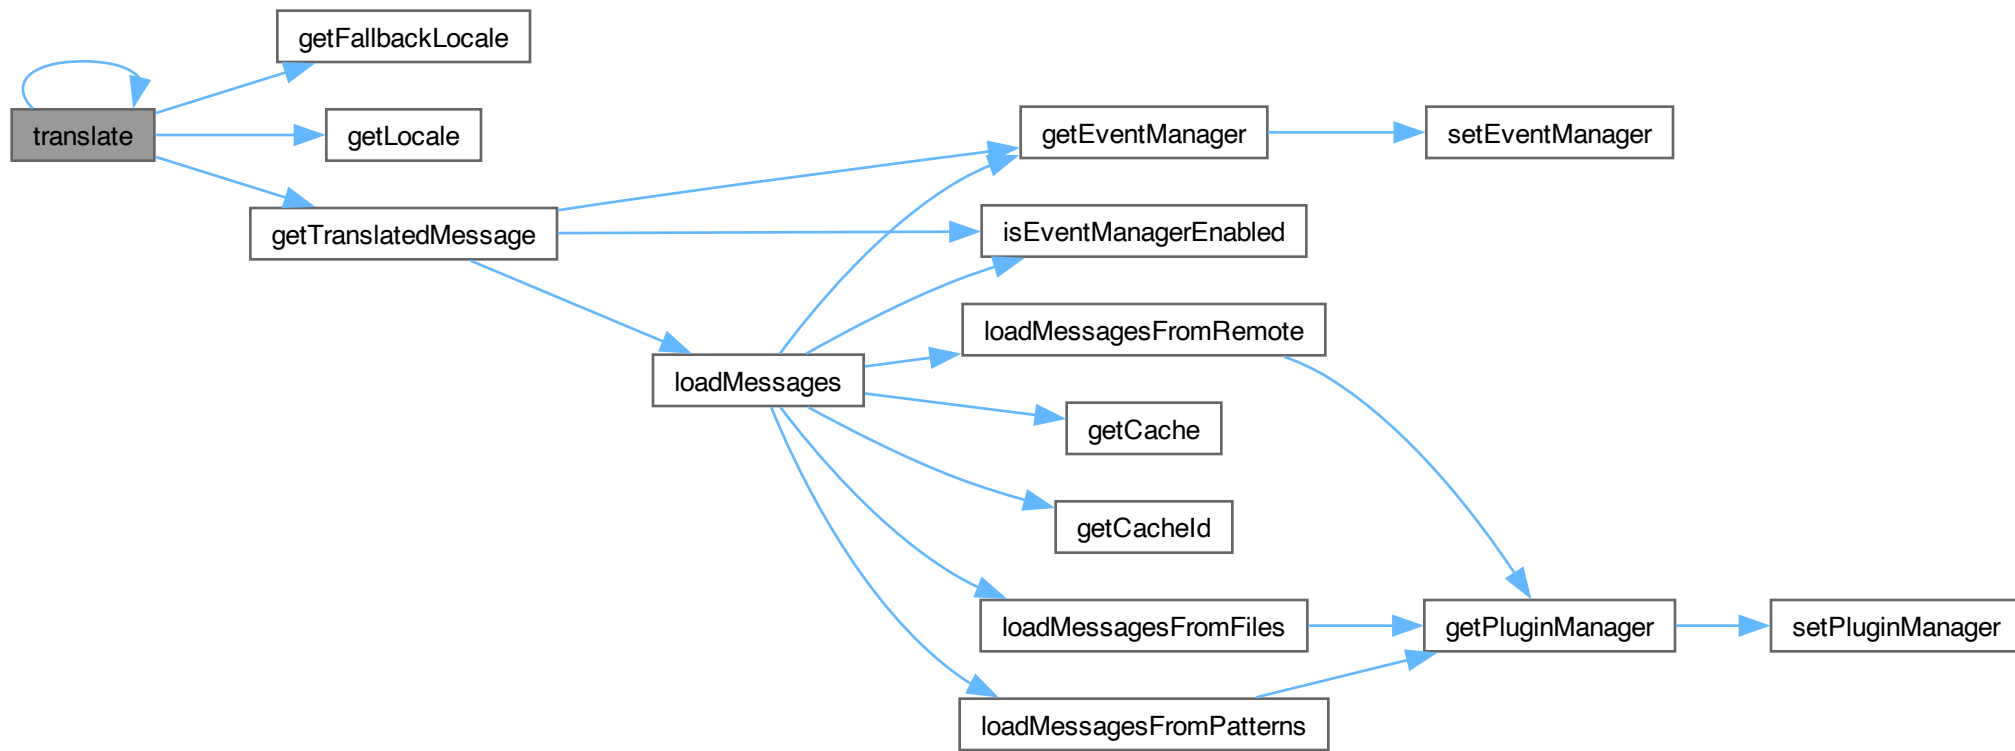 getFallbackLocale
translate
getLocale
getEventManager
setEventManager
getTranslatedMessage
isEventManagerEnabled
loadMessagesFromRemote
loadMessages
getCache
getCacheId
loadMessagesFromFiles
getPluginManager
setPluginManager
loadMessagesFromPatterns